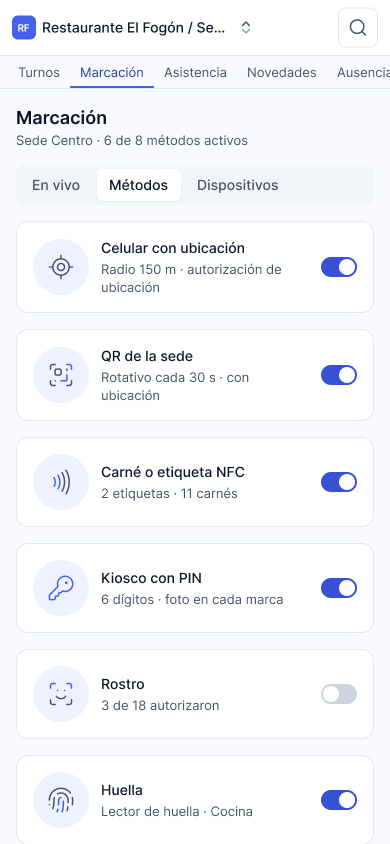 RF Restaurante El Fogón / Se...
Turnos Marcación Asistencia Novedades Ausencia
Marcación
Sede Centro · 6 de 8 métodos activos
En vivo Métodos Dispositivos
Celular con ubicación
Radio 150 m · autorización de
ubicación
QR de la sede
Rotativo cada 30 s · con
ubicación
Carné o etiqueta NFC
2 etiquetas · 11 carnés
Kiosco con PIN
6 dígitos · foto en cada marca
Rostro
3 de 18 autorizaron
Huella
Lector de huella · Cocina